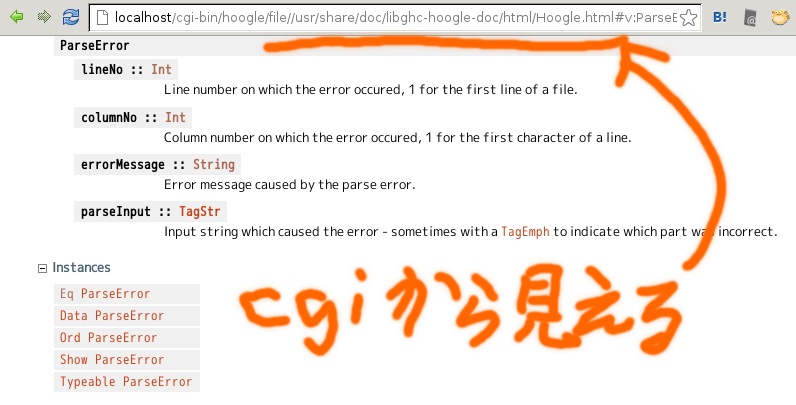 localhost/cgi-bin/hoogle/file//usr/share/doc/libghc-hoogle-doc/html/Hoogle.html#v:ParseE
B!
ParseError
lineNo :: Int
Line number on which the error occured, 1 for the first line of a file.
columnNo :: Int
Column number on which the error occured, 1 for the first character of a line.
errorMessage :: String
Error message caused by the parse error.
parseInput :: TagStr
Input string which caused the error - sometimes with a TagEmph to indicate which part was incorrect.
Instances
Eq ParseError
Data ParseError
Ord ParseError
Show ParseError
Typeable ParseError
cgiから見える